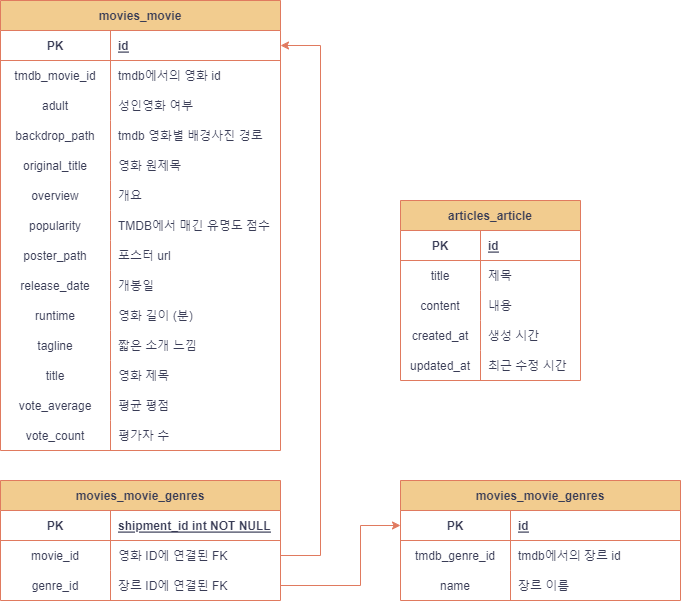 movies_movie
PK id
tmdb_movie_id tmdb에서의 영화 id
adult 성인영화 여부
backdrop_path tmdb 영화별 배경사진 경로
original_title 영화 원제목
overview 개요
popularity TMDB에서 매긴 유명도 점수
poster_path 포스터 url
release_date 개봉일
runtime 영화 길이 (분)
tagline 짧은 소개 느낌
title 영화 제목
vote_average 평균 평점
vote_count 평가자 수
articles_article
PK id
title 제목
content 내용
created_at 생성 시간
updated_at 최근 수정 시간
movies_movie_genres
PK shipment_id int NOT NULL
movie_id 영화 ID에 연결된 FK
genre_id 장르 ID에 연결된 FK
movies_movie_genres
PK id
tmdb_genre_id tmdb에서의 장르 id
name 장르 이름